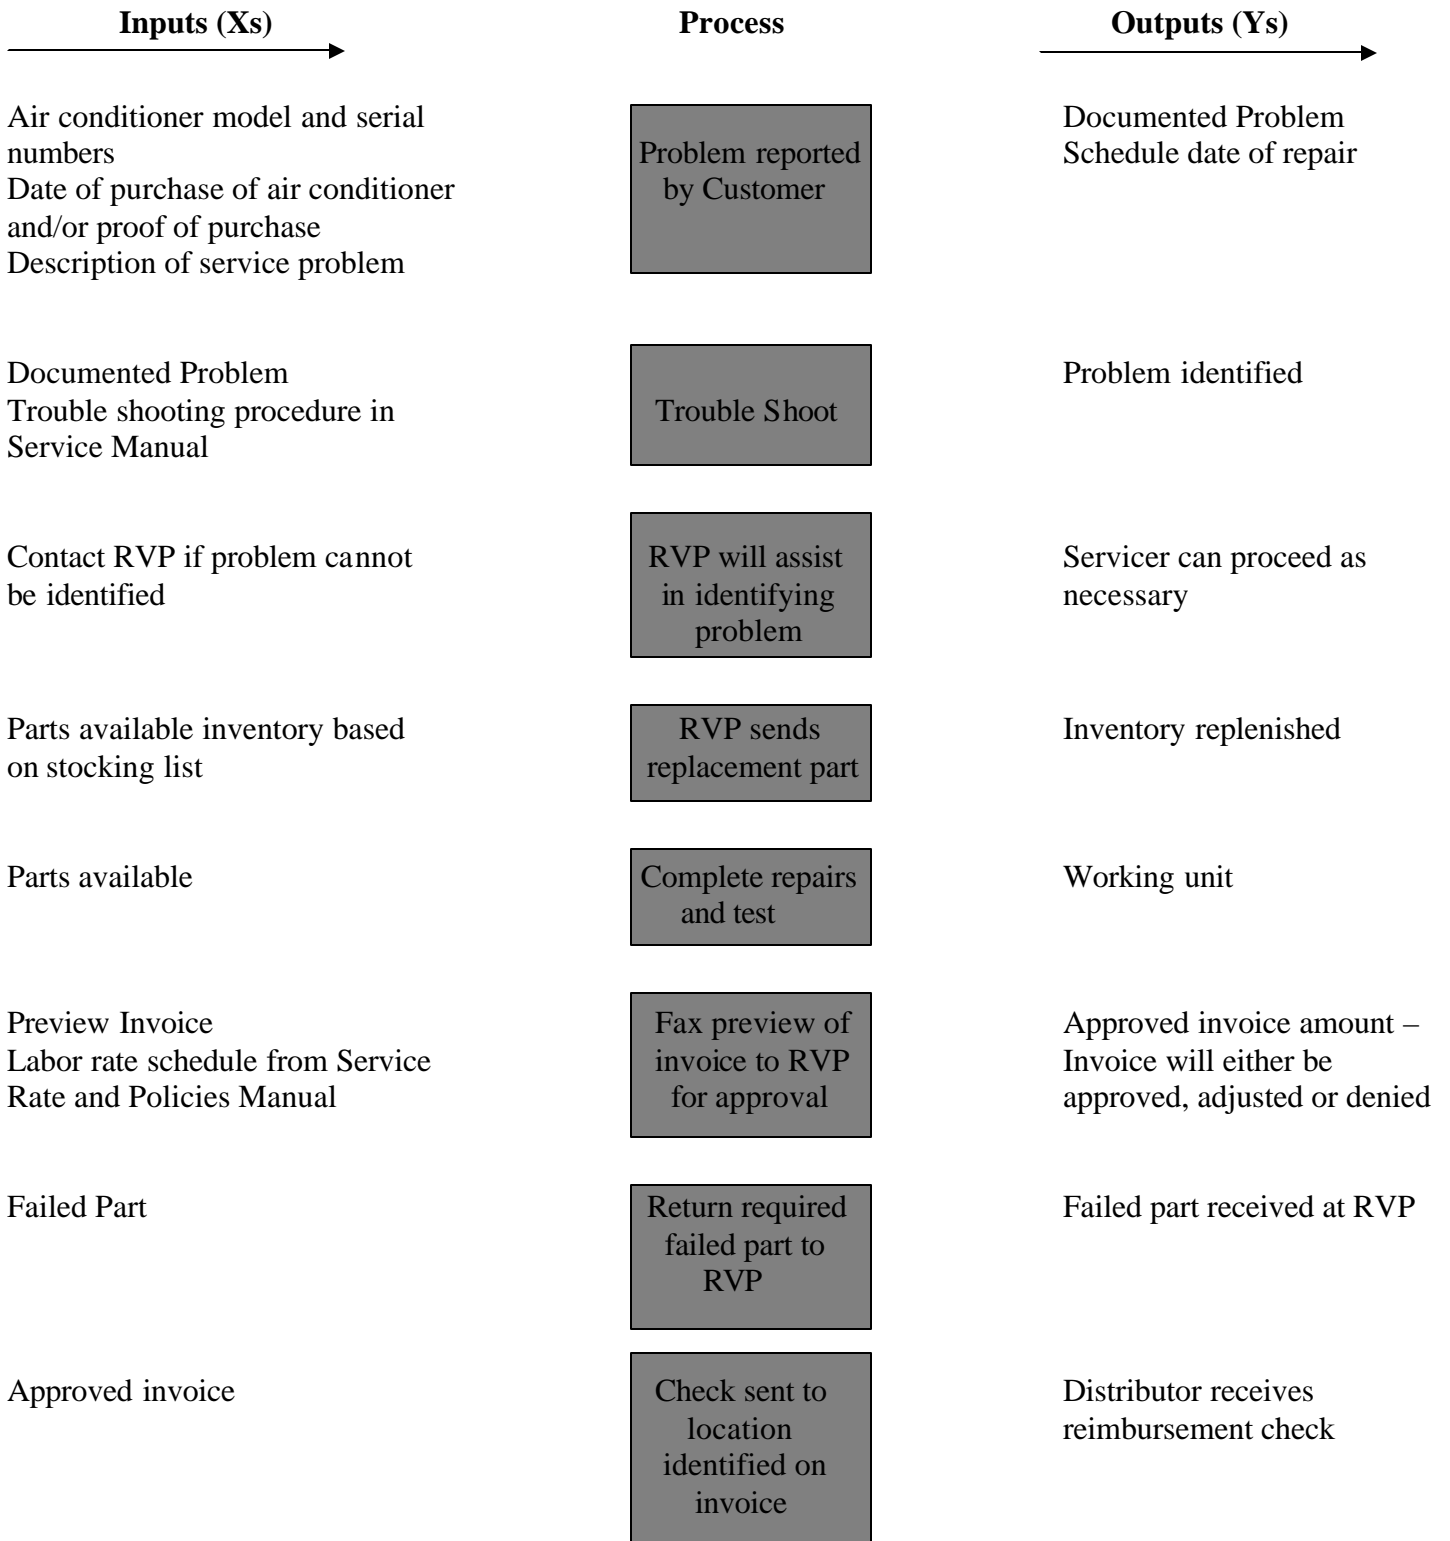 Inputs (Xs)
Process
Outputs (Ys)
Air conditioner model and serial
numbers
Date of purchase of air conditioner
and/or proof of purchase
Description of service problem
Problem reported
by Customer
Documented Problem
Schedule date of repair
Documented Problem
Trouble shooting procedure in
Service Manual
Trouble Shoot
Problem identified
Contact RVP if problem cannot
be identified
RVP will assist
in identifying
problem
Servicer can proceed as
necessary
Parts available inventory based
on stocking list
RVP sends
replacement part
Inventory replenished
Parts available
Complete repairs
and test
Working unit
Preview Invoice
Labor rate schedule from Service
Rate and Policies Manual
Fax preview of
invoice to RVP
for approval
Approved invoice amount –
Invoice will either be
approved, adjusted or denied
Failed Part
Return required
failed part to
RVP
Failed part received at RVP
Approved invoice
Check sent to
location
identified on
invoice
Distributor receives
reimbursement check